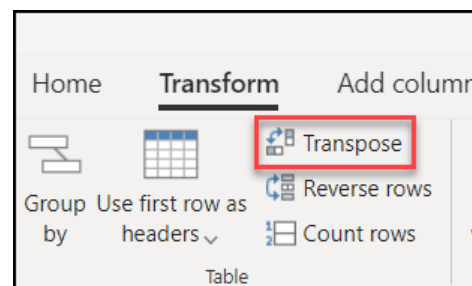 Home Transform Add column
Transpose
Group by
Use first row as headers
Reverse rows
Count rows
Table